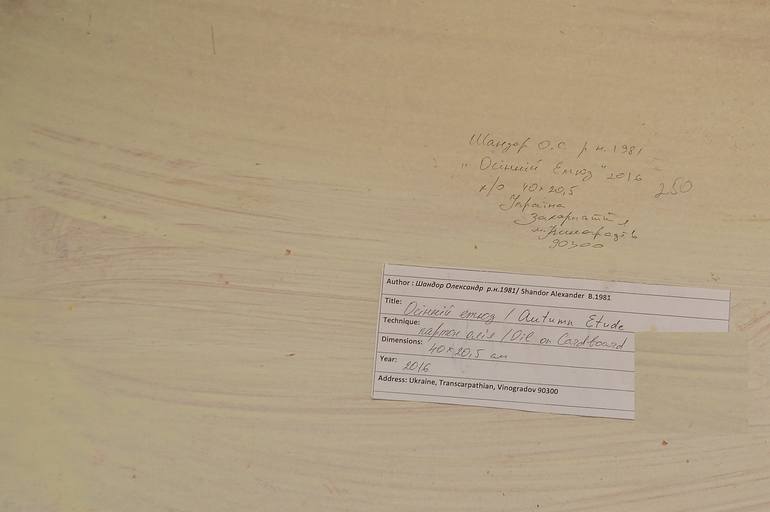 Шандор О.С. р.н. 1981
"Осінній Етюд" 2016
х/о 40×20,5 250
Україна
Закарпаття
м. Виноградів
90300
Author : Шандор Олександр р.н.1981/ Shandor Alexander B.1981
Title: Осінній етюд / Autumn Etude
Technique: картон олія / Oil on Cardboard
Dimensions: 40×20,5 cm
Year: 2016
Address: Ukraine, Transcarpathian, Vinogradov 90300